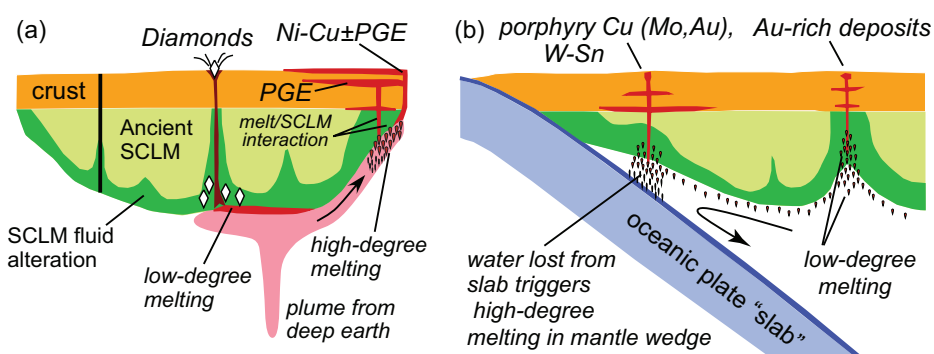 (a)
Diamonds
Ni-Cu±PGE
crust
PGE
Ancient
SCLM
melt/SCLM
interaction
SCLM fluid
alteration
low-degree
melting
high-degree
melting
plume from
deep earth
(b)
porphyry Cu (Mo,Au),
W-Sn
Au-rich deposits
water lost from
slab triggers
high-degree
melting in mantle wedge
oceanic plate “slab”
low-degree
melting